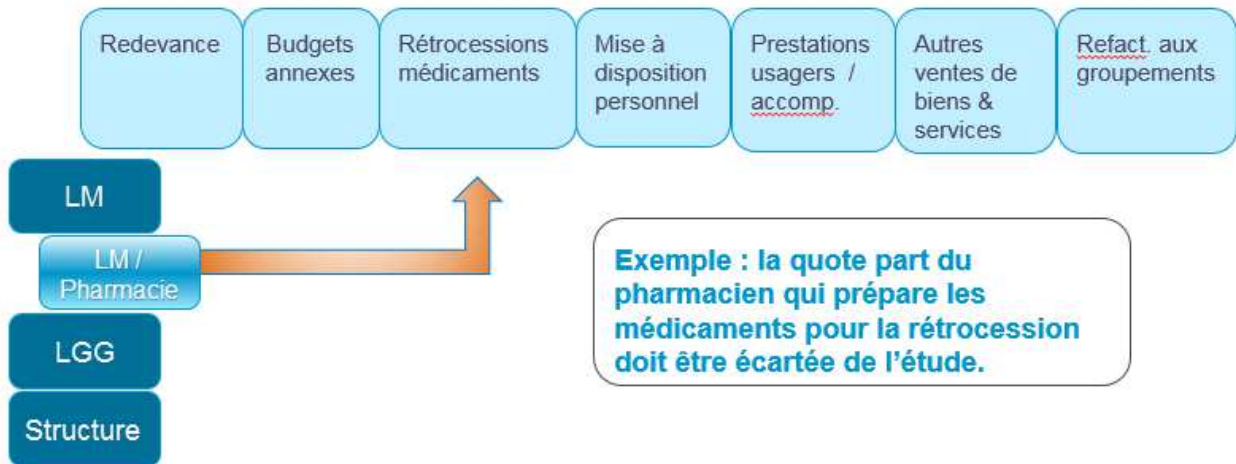 Redevance
Budgets
annexes
Rétrocessions
médicaments
Mise à
disposition
personnel
Prestations
usagers /
accomp.
Autres
ventes de
biens &
services
Refact. aux
groupements
LM
LM /
Pharmacie
LGG
Structure
Exemple : la quote part du
pharmacien qui prépare les
médicaments pour la rétrocession
doit être écartée de l'étude.